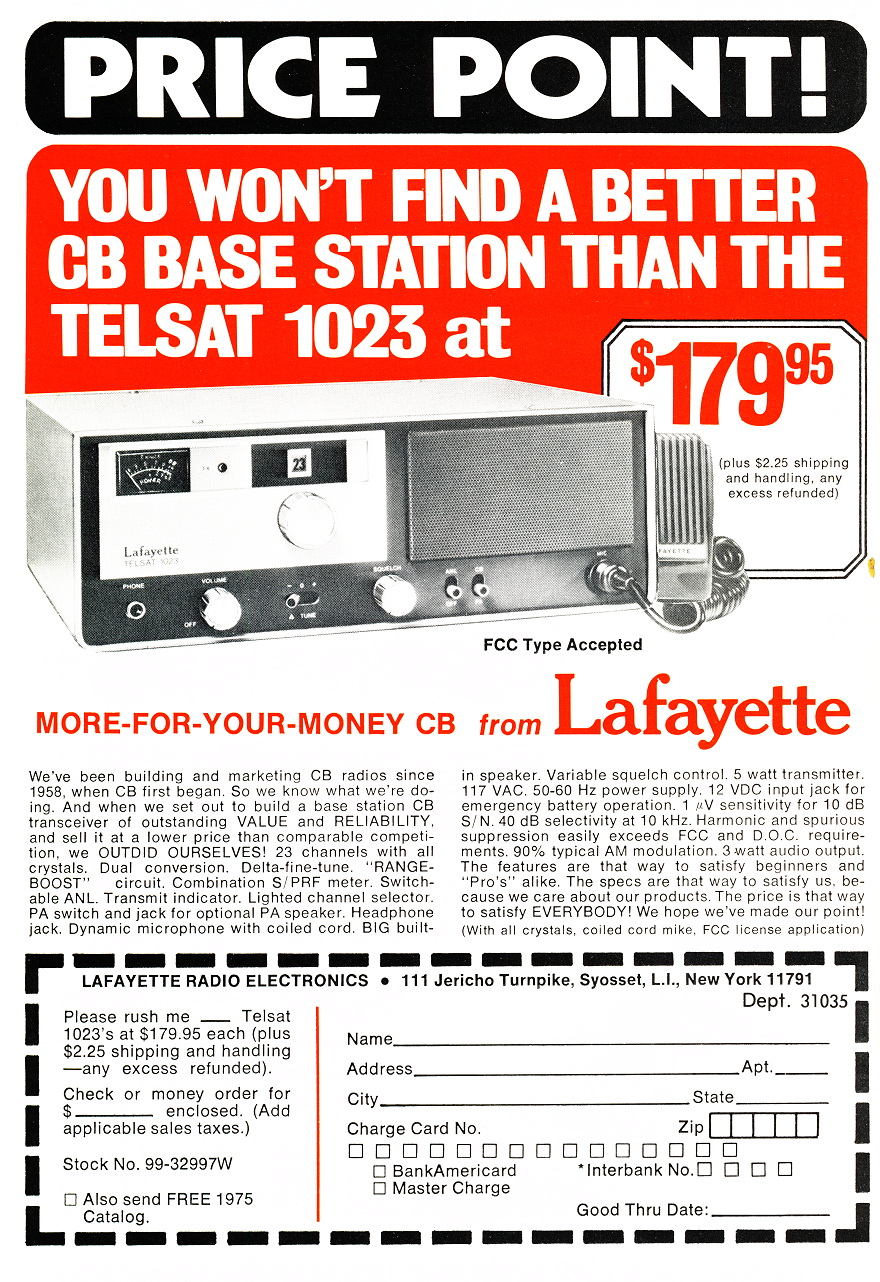 PRICE POINT!
YOU WON'T FIND A BETTER
CB BASE STATION THAN THE
TELSAT 1023 at
$179 95
(plus $2.25 shipping
and handling, any
excess refunded)
POWER
TX
23
Lafayette
TELSAT-1023
PHONE
VOLUME
OFF
– 0 +
Δ TUNE
SQUELCH
ANL
OFF
CB
MIC
FAYETTE
FCC Type Accepted
MORE-FOR-YOUR-MONEY CB from Lafayette
We've been building and marketing CB radios since
1958, when CB first began. So we know what we're do-
ing. And when we set out to build a base station CB
transceiver of outstanding VALUE and RELIABILITY,
and sell it at a lower price than comparable competi-
tion, we OUTDID OURSELVES! 23 channels with all
crystals. Dual conversion. Delta-fine-tune. "RANGE-
BOOST" circuit. Combination S/PRF meter. Switch-
able ANL. Transmit indicator. Lighted channel selector.
PA switch and jack for optional PA speaker. Headphone
jack. Dynamic microphone with coiled cord. BIG built-
in speaker. Variable squelch control. 5 watt transmitter.
117 VAC. 50-60 Hz power supply. 12 VDC input jack for
emergency battery operation. 1 µV sensitivity for 10 dB
S/N. 40 dB selectivity at 10 kHz. Harmonic and spurious
suppression easily exceeds FCC and D.O.C. require-
ments. 90% typical AM modulation. 3 watt audio output.
The features are that way to satisfy beginners and
"Pro's" alike. The specs are that way to satisfy us, be-
cause we care about our products. The price is that way
to satisfy EVERYBODY! We hope we've made our point!
(With all crystals, coiled cord mike, FCC license application)
LAFAYETTE RADIO ELECTRONICS ● 111 Jericho Turnpike, Syosset, L.I., New York 11791
Dept. 31035
Please rush me ___ Telsat
1023's at $179.95 each (plus
$2.25 shipping and handling
—any excess refunded).
Check or money order for
$________ enclosed. (Add
applicable sales taxes.)
Stock No. 99-32997W
□ Also send FREE 1975
Catalog.
Name
Address Apt.
City State
Charge Card No. Zip
□ BankAmericard *Interbank No. □ □ □ □
□ Master Charge
Good Thru Date: